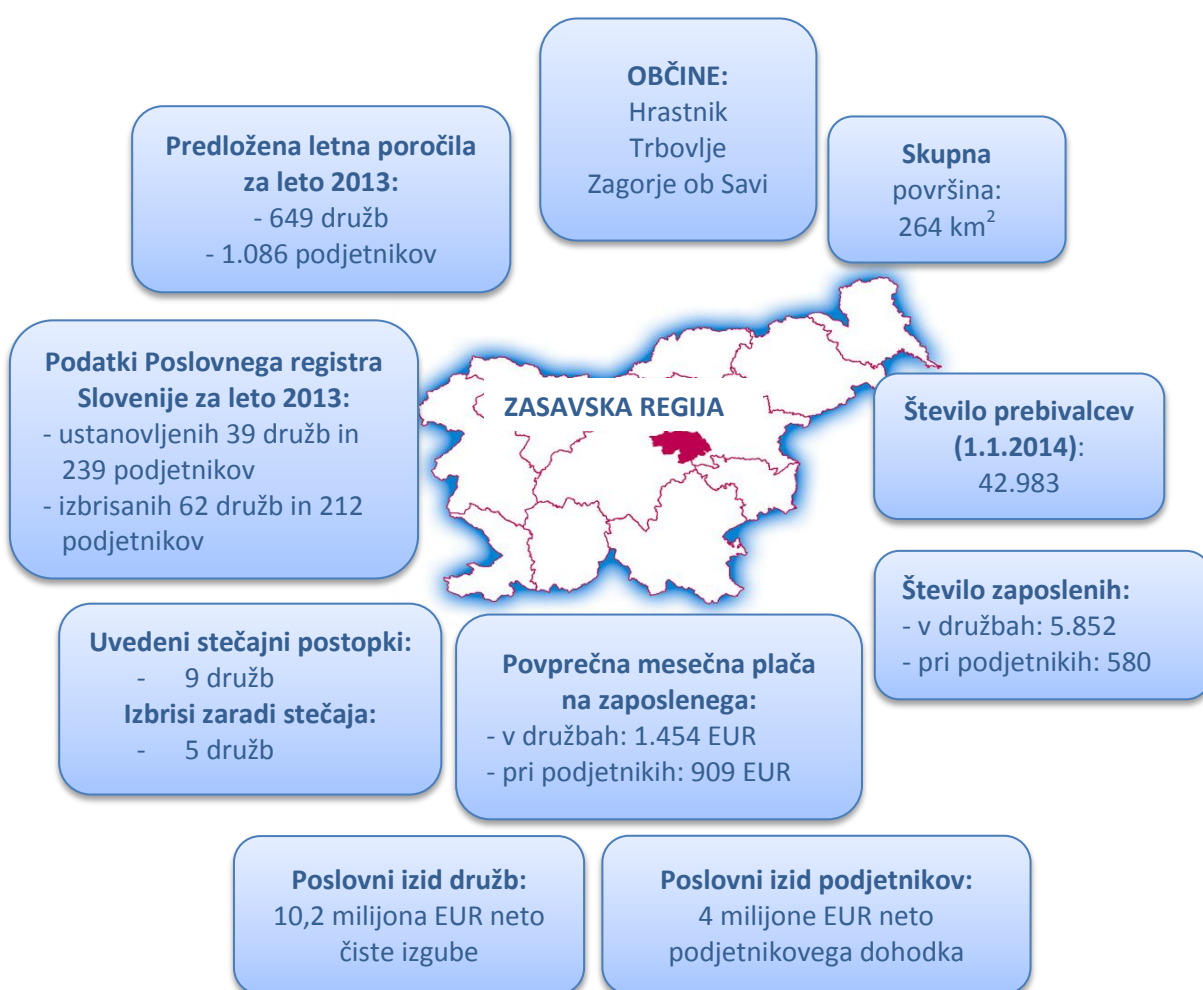 OBČINE:
Hrastnik
Trbovlje
Zagorje ob Savi
Predložena letna poročila
za leto 2013:
- 649 družb
- 1.086 podjetnikov
Skupna
površina:
264 km²
Podatki Poslovnega registra
Slovenije za leto 2013:
- ustanovljenih 39 družb in
239 podjetnikov
- izbrisanih 62 družb in 212
podjetnikov
ZASAVSKA REGIJA
Število prebivalcev
(1.1.2014):
42.983
Število zaposlenih:
- v družbah: 5.852
- pri podjetnikih: 580
Uvedeni stečajni postopki:
- 9 družb
Izbrisi zaradi stečaja:
- 5 družb
Povprečna mesečna plača
na zaposlenega:
- v družbah: 1.454 EUR
- pri podjetnikih: 909 EUR
Poslovni izid družb:
10,2 milijona EUR neto
čiste izgube
Poslovni izid podjetnikov:
4 milijone EUR neto
podjetnikovega dohodka